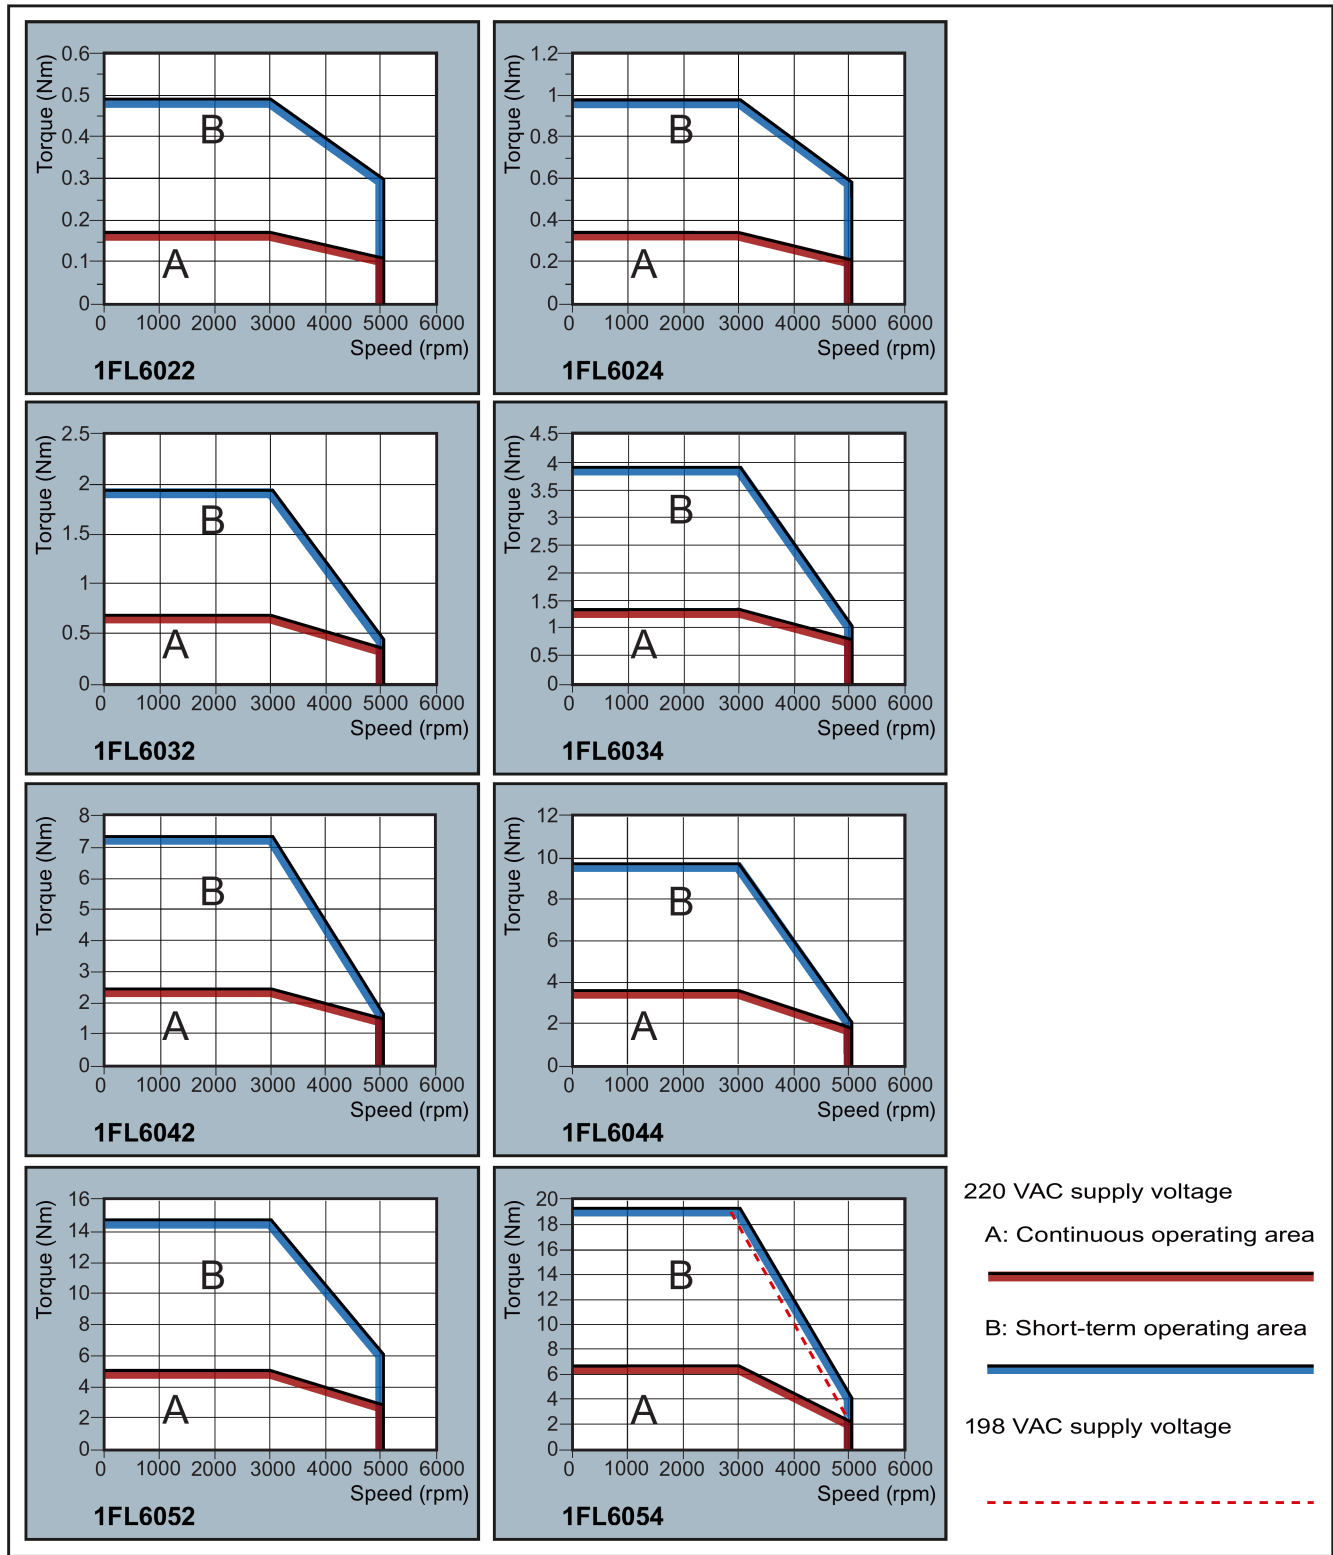 0.6
0.5
0.4
0.3
0.2
0.1
0
Torque (Nm)
B
A
0 1000 2000 3000 4000 5000 6000
Speed (rpm)
1FL6022
1.2
1
0.8
0.6
0.4
0.2
0
Torque (Nm)
B
A
0 1000 2000 3000 4000 5000 6000
Speed (rpm)
1FL6024
2.5
2
1.5
1
0.5
0
Torque (Nm)
B
A
0 1000 2000 3000 4000 5000 6000
Speed (rpm)
1FL6032
4.5
4
3.5
3
2.5
2
1.5
1
0.5
0
Torque (Nm)
B
A
0 1000 2000 3000 4000 5000 6000
Speed (rpm)
1FL6034
8
7
6
5
4
3
2
1
0
Torque (Nm)
B
A
0 1000 2000 3000 4000 5000 6000
Speed (rpm)
1FL6042
12
10
8
6
4
2
0
Torque (Nm)
B
A
0 1000 2000 3000 4000 5000 6000
Speed (rpm)
1FL6044
16
14
12
10
8
6
4
2
0
Torque (Nm)
B
A
0 1000 2000 3000 4000 5000 6000
Speed (rpm)
1FL6052
20
18
16
14
12
10
8
6
4
2
0
Torque (Nm)
B
A
0 1000 2000 3000 4000 5000 6000
Speed (rpm)
1FL6054
220 VAC supply voltage
A: Continuous operating area
B: Short-term operating area
198 VAC supply voltage